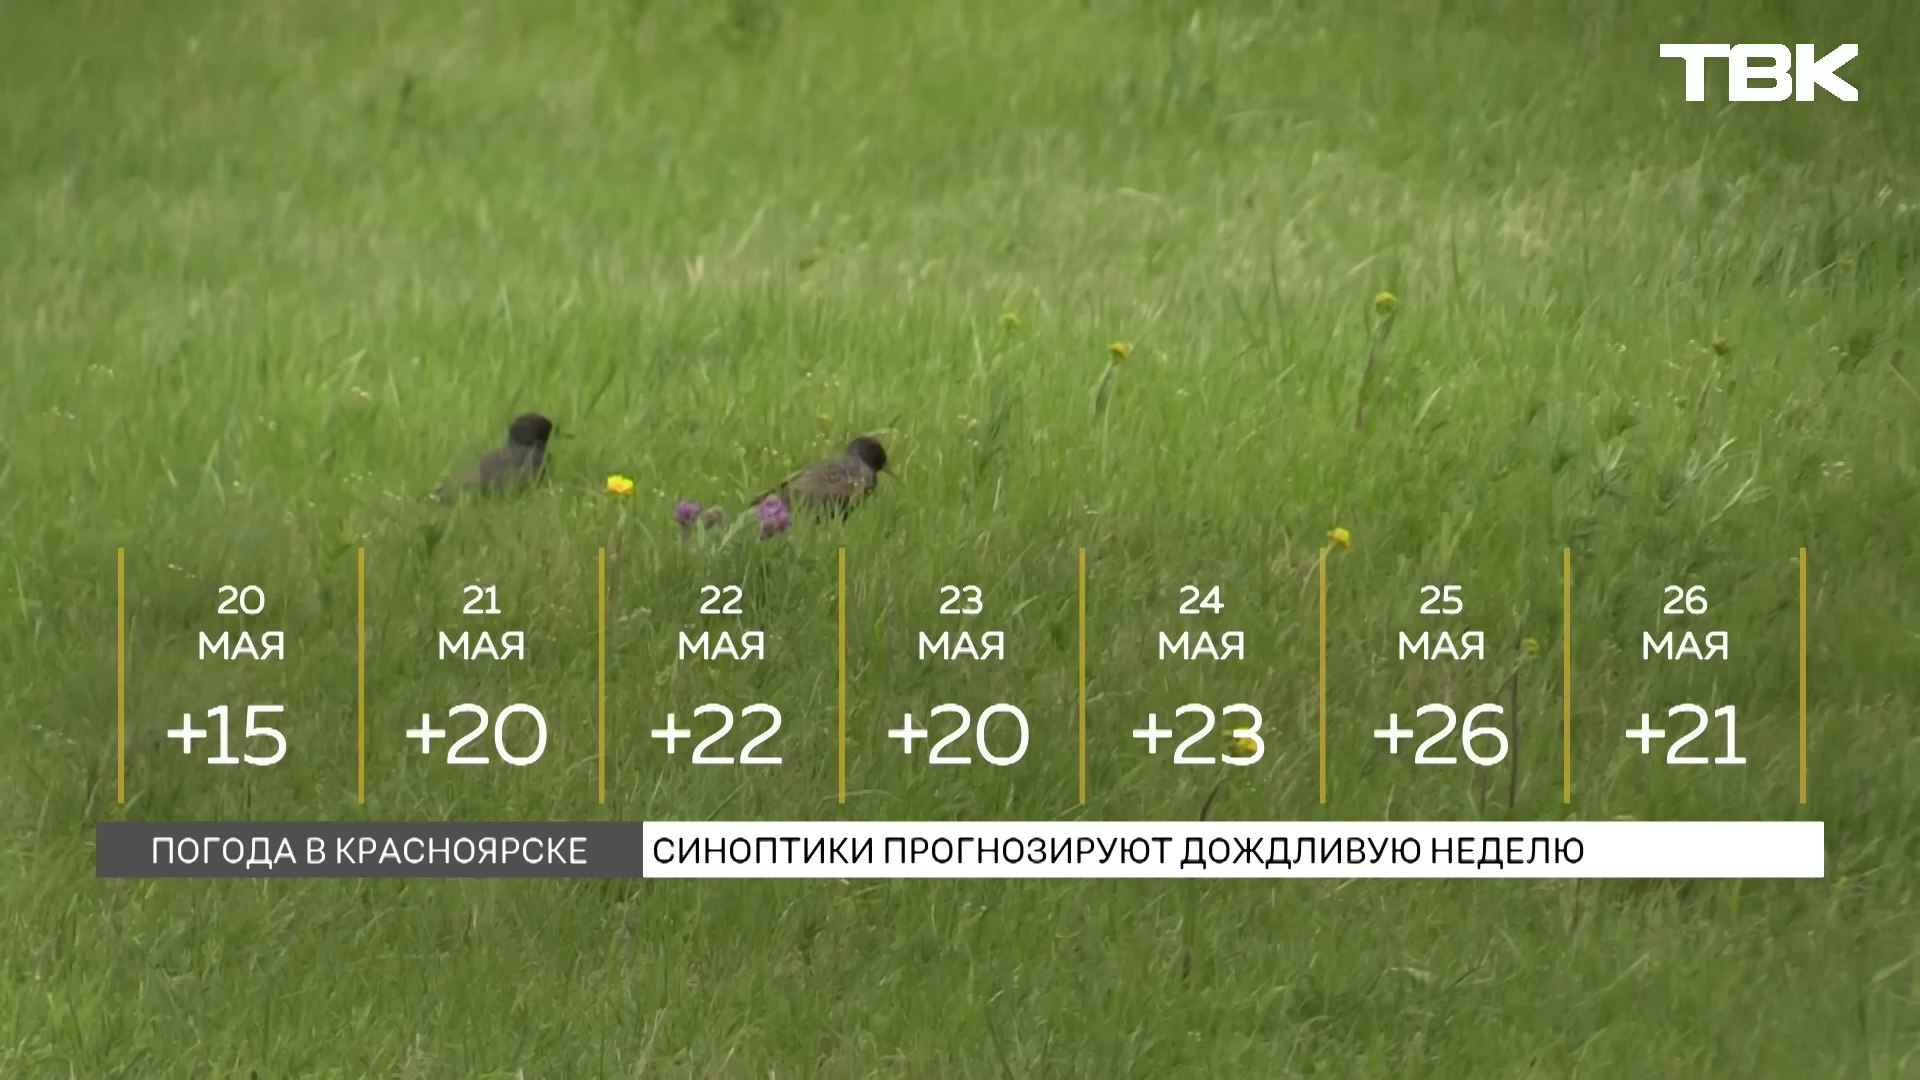 ТВК
20 МАЯ
+15
21 МАЯ
+20
22 МАЯ
+22
23 МАЯ
+20
24 МАЯ
+23
25 МАЯ
+26
26 МАЯ
+21
ПОГОДА В КРАСНОЯРСКЕ
СИНОПТИКИ ПРОГНОЗИРУЮТ ДОЖДЛИВУЮ НЕДЕЛЮ